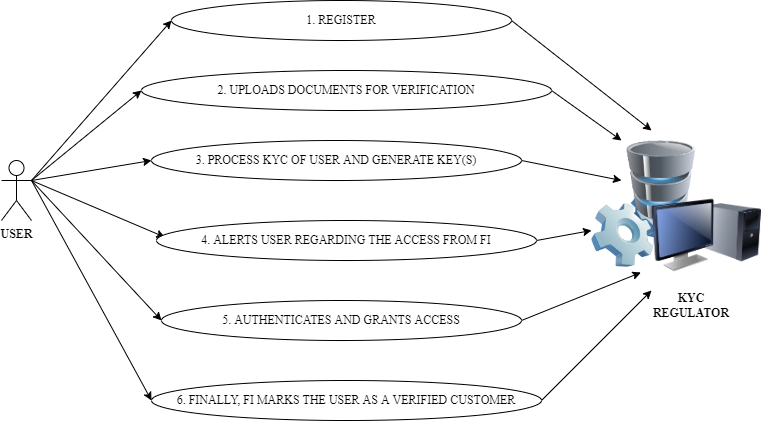 1. REGISTER
2. UPLOADS DOCUMENTS FOR VERIFICATION
3. PROCESS KYC OF USER AND GENERATE KEY(S)
USER
4. ALERTS USER REGARDING THE ACCESS FROM FI
KYC
REGULATOR
5. AUTHENTICATES AND GRANTS ACCESS
6. FINALLY, FI MARKS THE USER AS A VERIFIED CUSTOMER